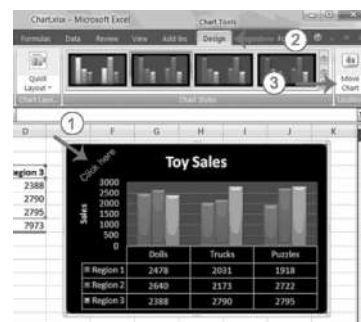 Chart.xlsx - Microsoft Excel
Chart Tools
Formulas Data Review View Add-Ins Design
2
Quick
Layout
Move
Chart
3
Chart Styles
1
D F G H I J K
Click here
Toy Sales
Region 3
2388
2790
2795
7973
Sales
3000
2500
2000
1500
1000
500
0
Dolls Trucks Puzzles
Region 1 2478 2031 1918
Region 2 2640 2173 2722
Region 3 2388 2790 2795